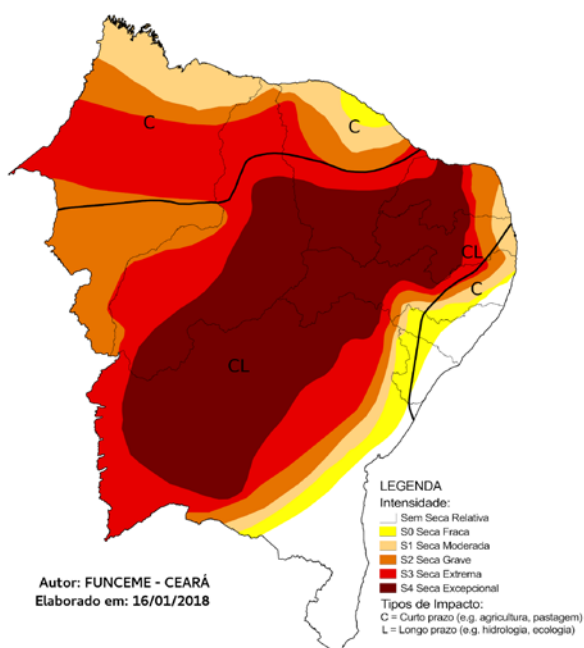 C
C
CL
C
CL
LEGENDA
Intensidade:
Sem Seca Relativa
S0 Seca Fraca
S1 Seca Moderada
S2 Seca Grave
S3 Seca Extrema
S4 Seca Excepcional
Autor: FUNCEME - CEARÁ
Elaborado em: 16/01/2018
Tipos de Impacto:
C = Curto prazo (e.g. agricultura, pastagem)
L = Longo prazo (e.g. hidrologia, ecologia)